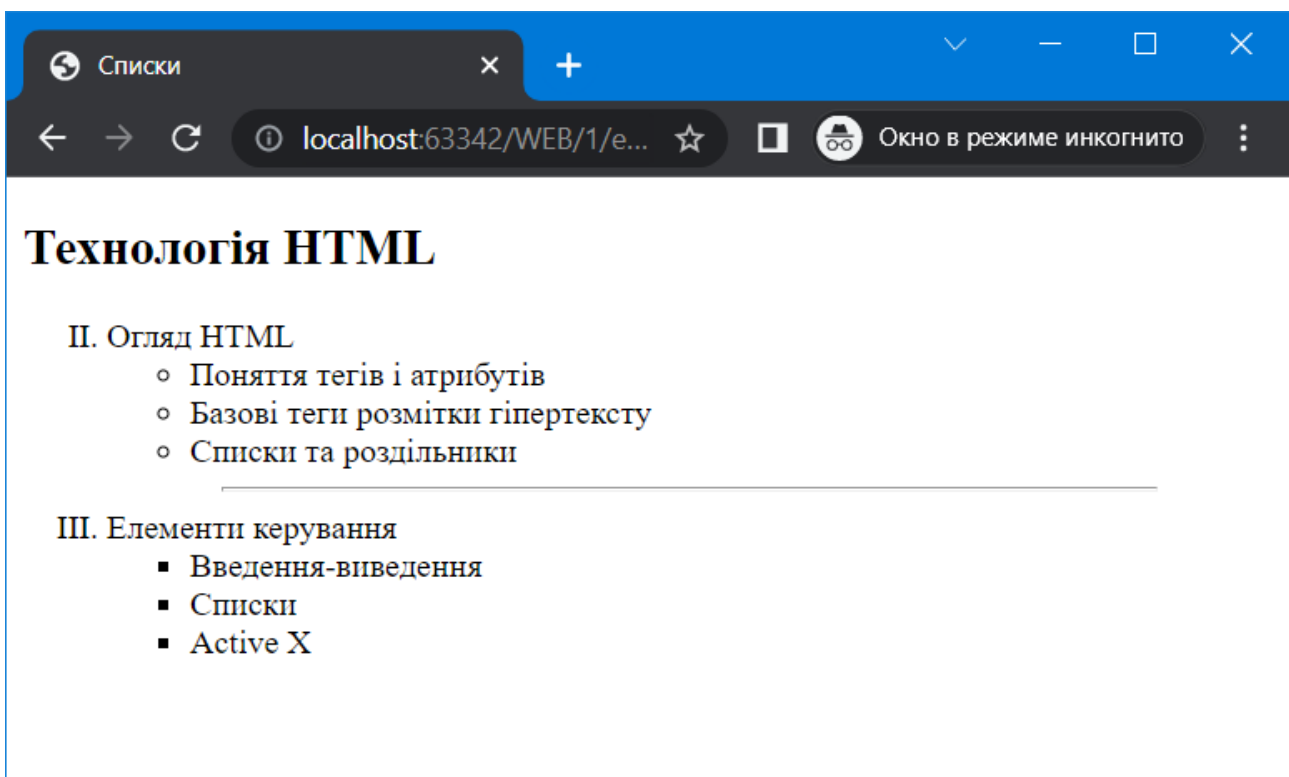 Списки
localhost:63342/WEB/1/e...
Окно в режиме инкогнито
Технологія HTML
II. Огляд HTML
Поняття тегів і атрибутів
Базові теги розмітки гіпертексту
Списки та роздільники
III. Елементи керування
Введення-виведення
Списки
Active X